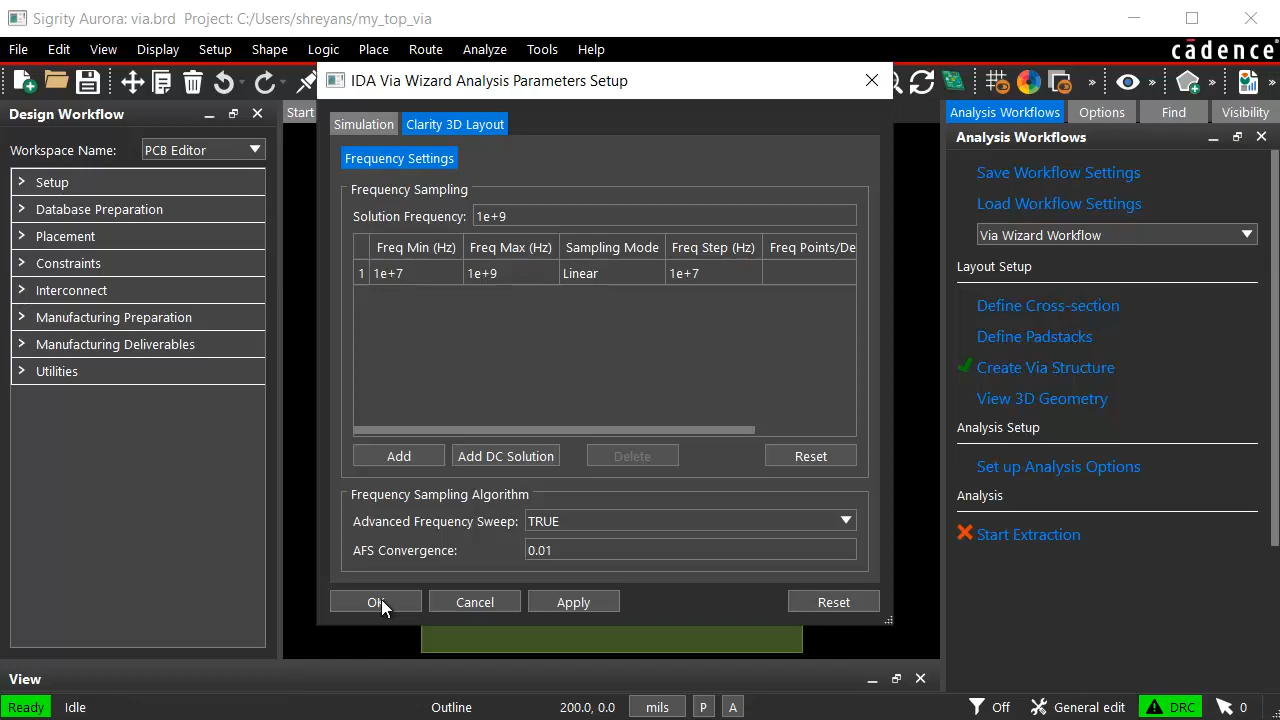 Sigrity Aurora: via.brd Project: C:/Users/shreyans/my_top_via
File Edit View Display Setup Shape Logic Place Route Analyze Tools Help
cādence
IDA Via Wizard Analysis Parameters Setup
Design Workflow
Start
Analysis Workflows Options Find Visibility
Simulation Clarity 3D Layout
Analysis Workflows
Workspace Name: PCB Editor
Frequency Settings
Save Workflow Settings
Setup
Frequency Sampling
Load Workflow Settings
Database Preparation
Solution Frequency: 1e+9
Via Wizard Workflow
Placement
Freq Min (Hz) Freq Max (Hz) Sampling Mode Freq Step (Hz) Freq Points/De
Layout Setup
Constraints
1 1e+7 1e+9 Linear 1e+7
Interconnect
Define Cross-section
Manufacturing Preparation
Define Padstacks
Manufacturing Deliverables
Create Via Structure
Utilities
View 3D Geometry
Analysis Setup
Add Add DC Solution Delete Reset
Set up Analysis Options
Frequency Sampling Algorithm
Analysis
Advanced Frequency Sweep: TRUE
Start Extraction
AFS Convergence: 0.01
OK Cancel Apply Reset
View
Ready Idle Outline 200.0, 0.0 mils P A Off General edit DRC 0